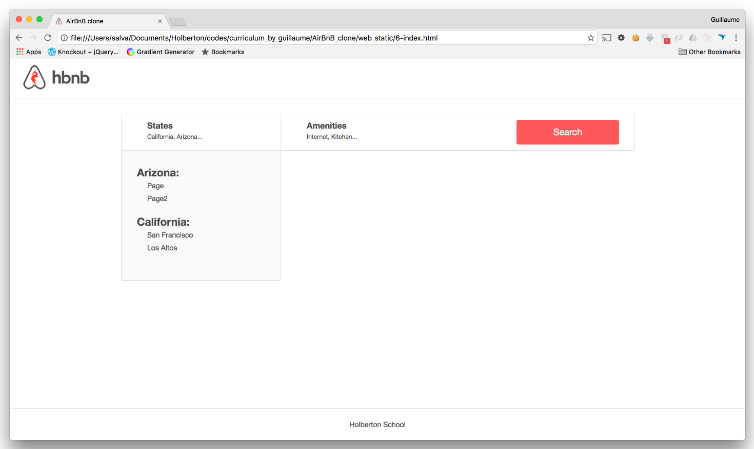 AirBnB clone
Guillaume
file:///Users/salva/Documents/Holberton/codes/curriculum_by_guillaume/AirBnB_clone/web_static/6-index.html
Apps Knockout + jQuery... Gradient Generator Bookmarks Other Bookmarks
hbnb
States Amenities Search
California, Arizona... Internet, Kitchen...
Arizona:
Page
Page2
California:
San Francisco
Los Altos
Holberton School